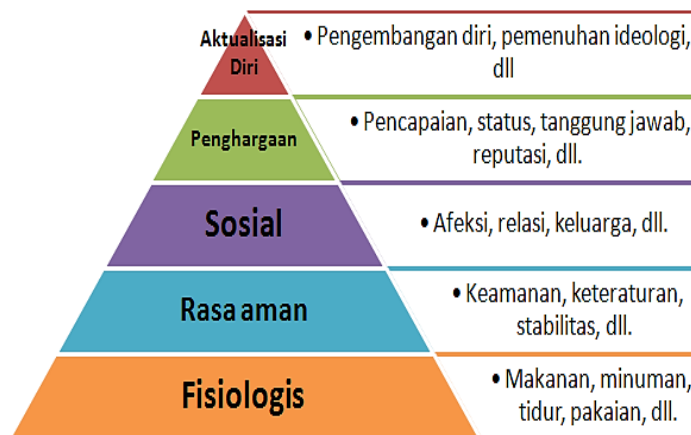 Aktualisasi
Diri
• Pengembangan diri, pemenuhan ideologi,
dll
Penghargaan
• Pencapaian, status, tanggung jawab,
reputasi, dll.
Sosial
• Afeksi, relasi, keluarga, dll.
Rasa aman
• Keamanan, keteraturan,
stabilitas, dll.
Fisiologis
• Makanan, minuman,
tidur, pakaian, dll.